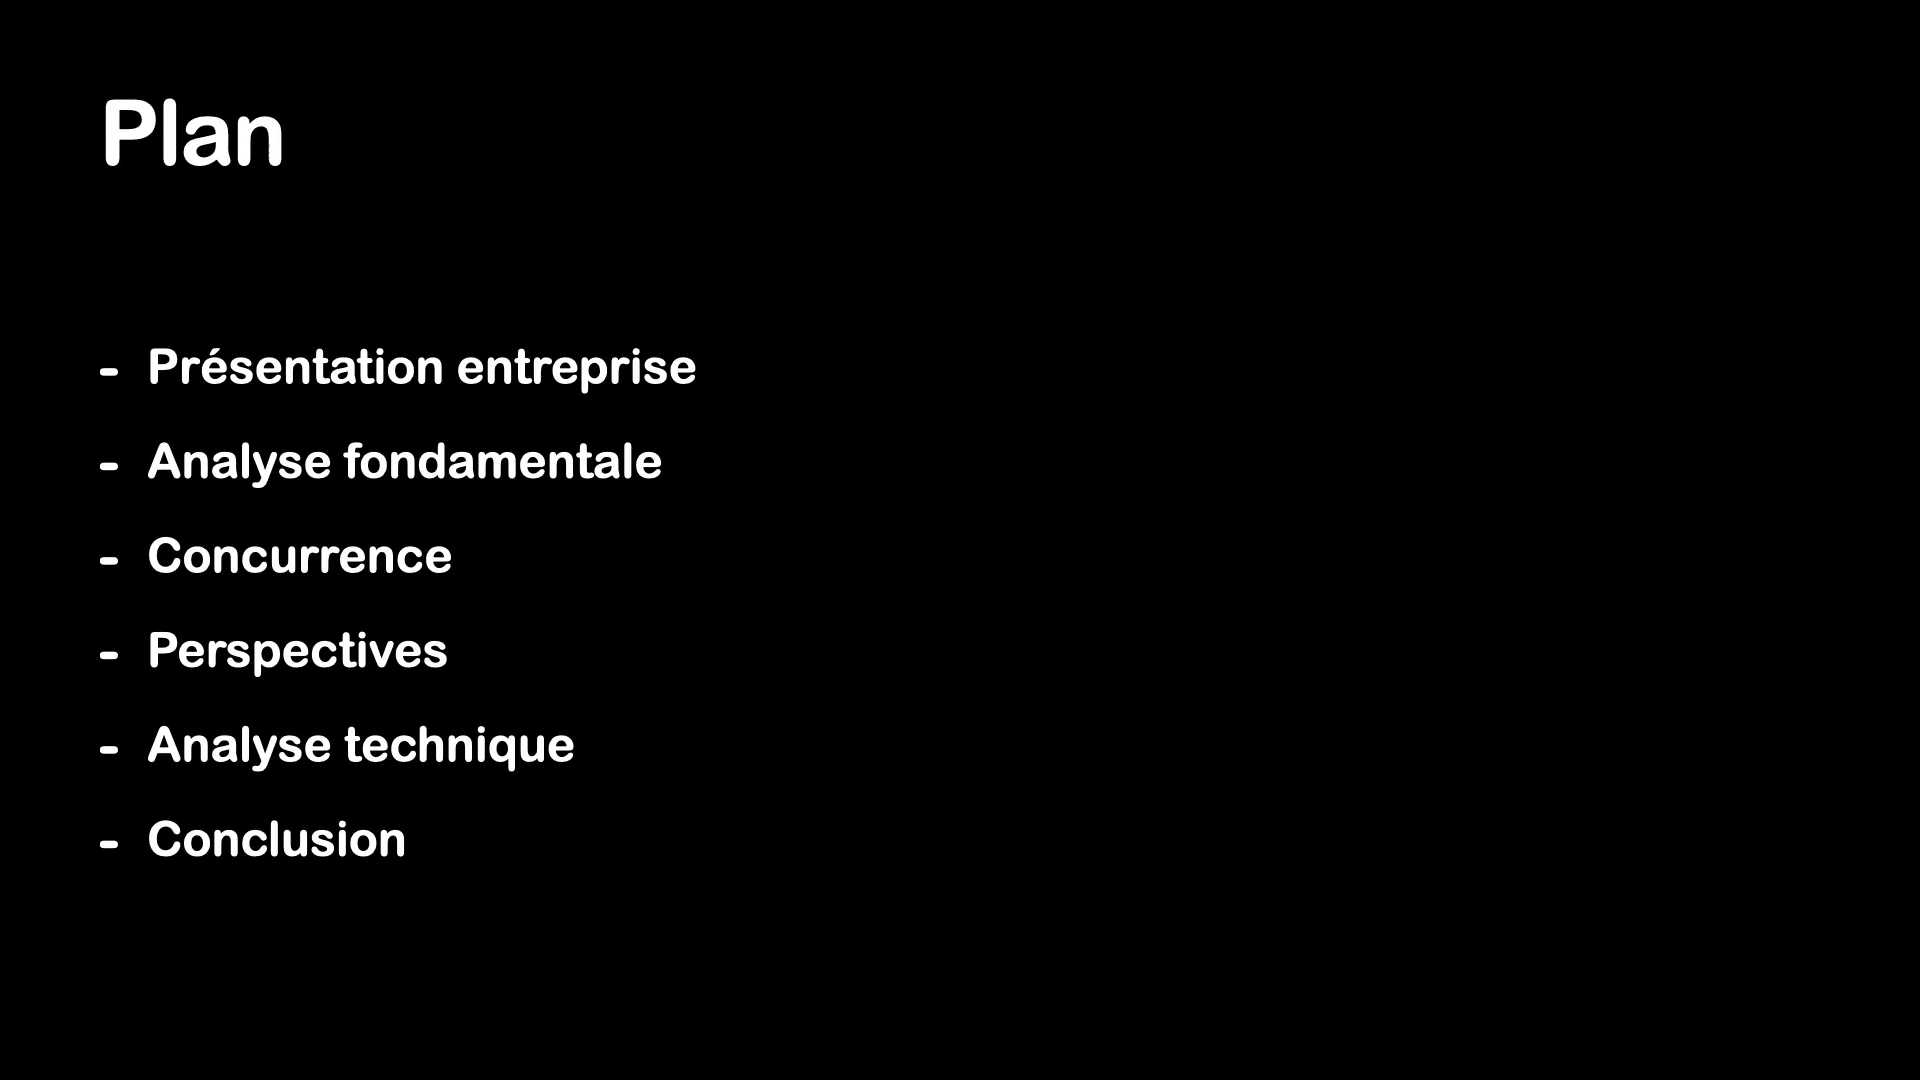 Plan
- Présentation entreprise
- Analyse fondamentale
- Concurrence
- Perspectives
- Analyse technique
- Conclusion